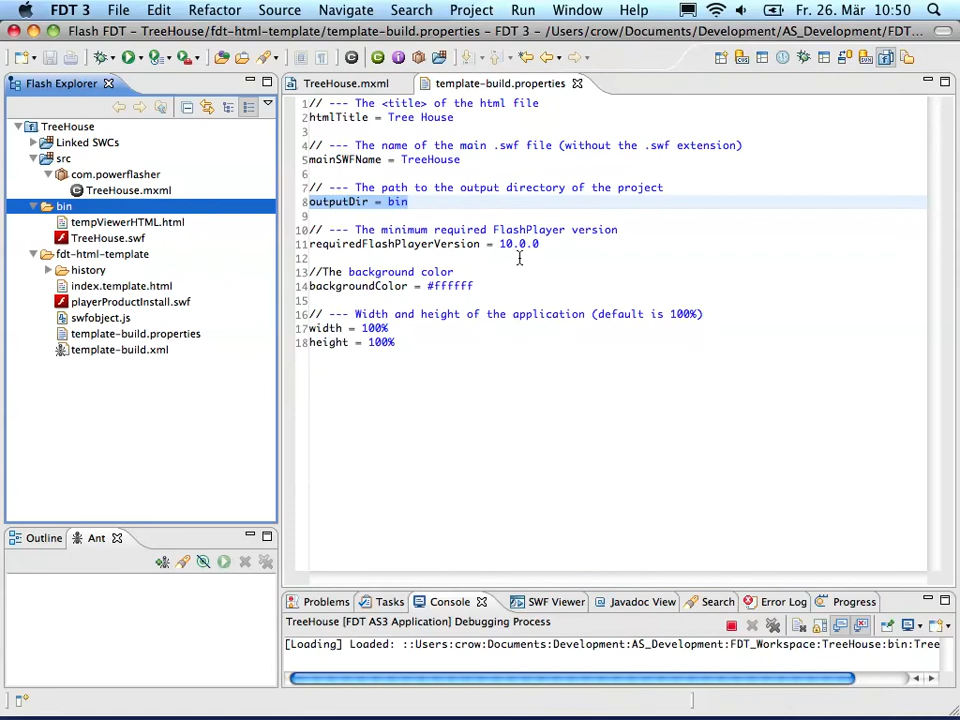 FDT 3 File Edit Refactor Source Navigate Search Project Run Window Help Fr. 26. Mär 10:50
Flash FDT - TreeHouse/fdt-html-template/template-build.properties - FDT 3 - /Users/crow/Documents/Development/AS_Development/FDT...
Flash Explorer
TreeHouse
Linked SWCs
src
com.powerflasher
TreeHouse.mxml
bin
tempViewerHTML.html
TreeHouse.swf
fdt-html-template
history
index.template.html
playerProductInstall.swf
swfobject.js
template-build.properties
template-build.xml
Outline Ant
TreeHouse.mxml template-build.properties
1 // --- The <title> of the html file
2 htmlTitle = Tree House
3
4 // --- The name of the main .swf file (without the .swf extension)
5 mainSWFName = TreeHouse
6
7 // --- The path to the output directory of the project
8 outputDir = bin
9
10 // --- The minimum required FlashPlayer version
11 requiredFlashPlayerVersion = 10.0.0
12
13 //The background color
14 backgroundColor = #ffffff
15
16 // --- Width and height of the application (default is 100%)
17 width = 100%
18 height = 100%
Problems Tasks Console SWF Viewer Javadoc View Search Error Log Progress
TreeHouse [FDT AS3 Application] Debugging Process
[Loading] Loaded: ::Users:crow:Documents:Development:AS_Development:FDT_Workspace:TreeHouse:bin:Tree